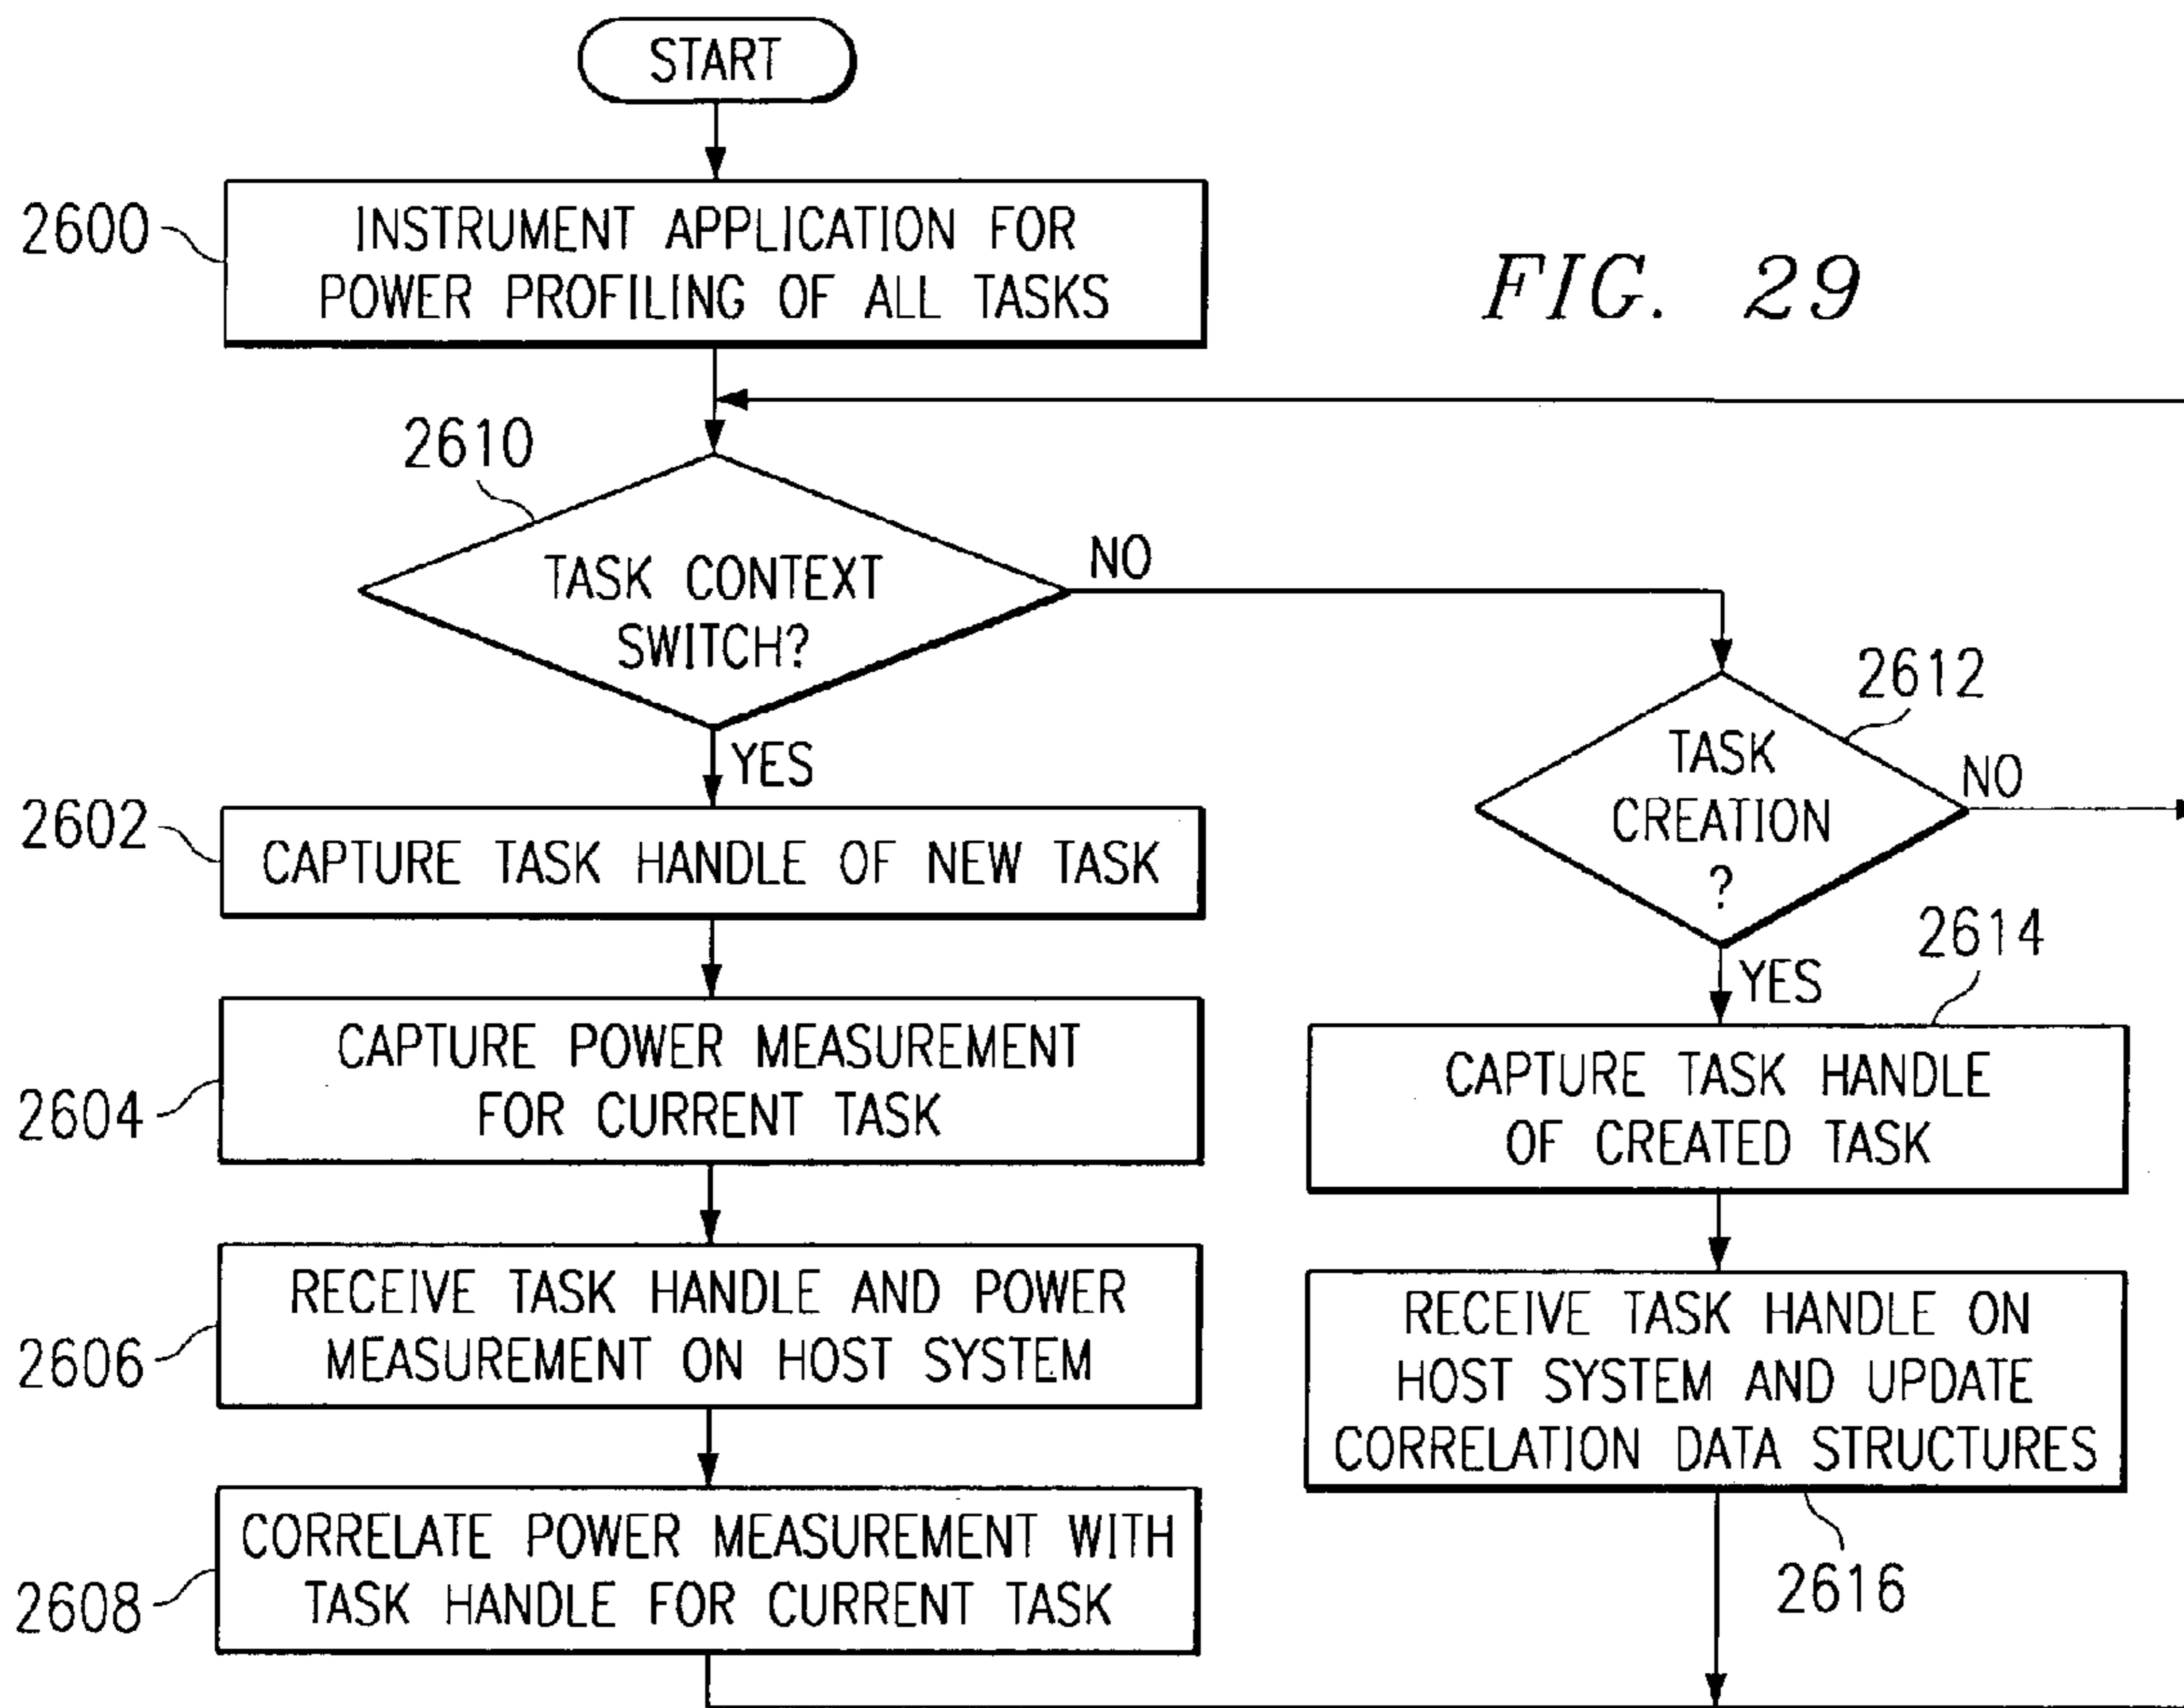 START
2600
INSTRUMENT APPLICATION FOR
POWER PROFILING OF ALL TASKS
FIG. 29
2610
TASK CONTEXT
SWITCH?
NO
YES
2612
TASK
CREATION
?
NO
YES
2602
CAPTURE TASK HANDLE OF NEW TASK
2604
CAPTURE POWER MEASUREMENT
FOR CURRENT TASK
2614
CAPTURE TASK HANDLE
OF CREATED TASK
2606
RECEIVE TASK HANDLE AND POWER
MEASUREMENT ON HOST SYSTEM
RECEIVE TASK HANDLE ON
HOST SYSTEM AND UPDATE
CORRELATION DATA STRUCTURES
2616
2608
CORRELATE POWER MEASUREMENT WITH
TASK HANDLE FOR CURRENT TASK